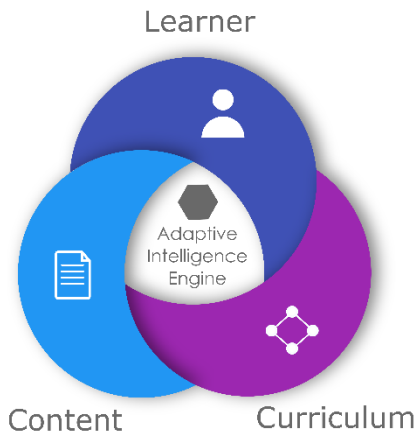 Learner
Adaptive
Intelligence
Engine
Content
Curriculum